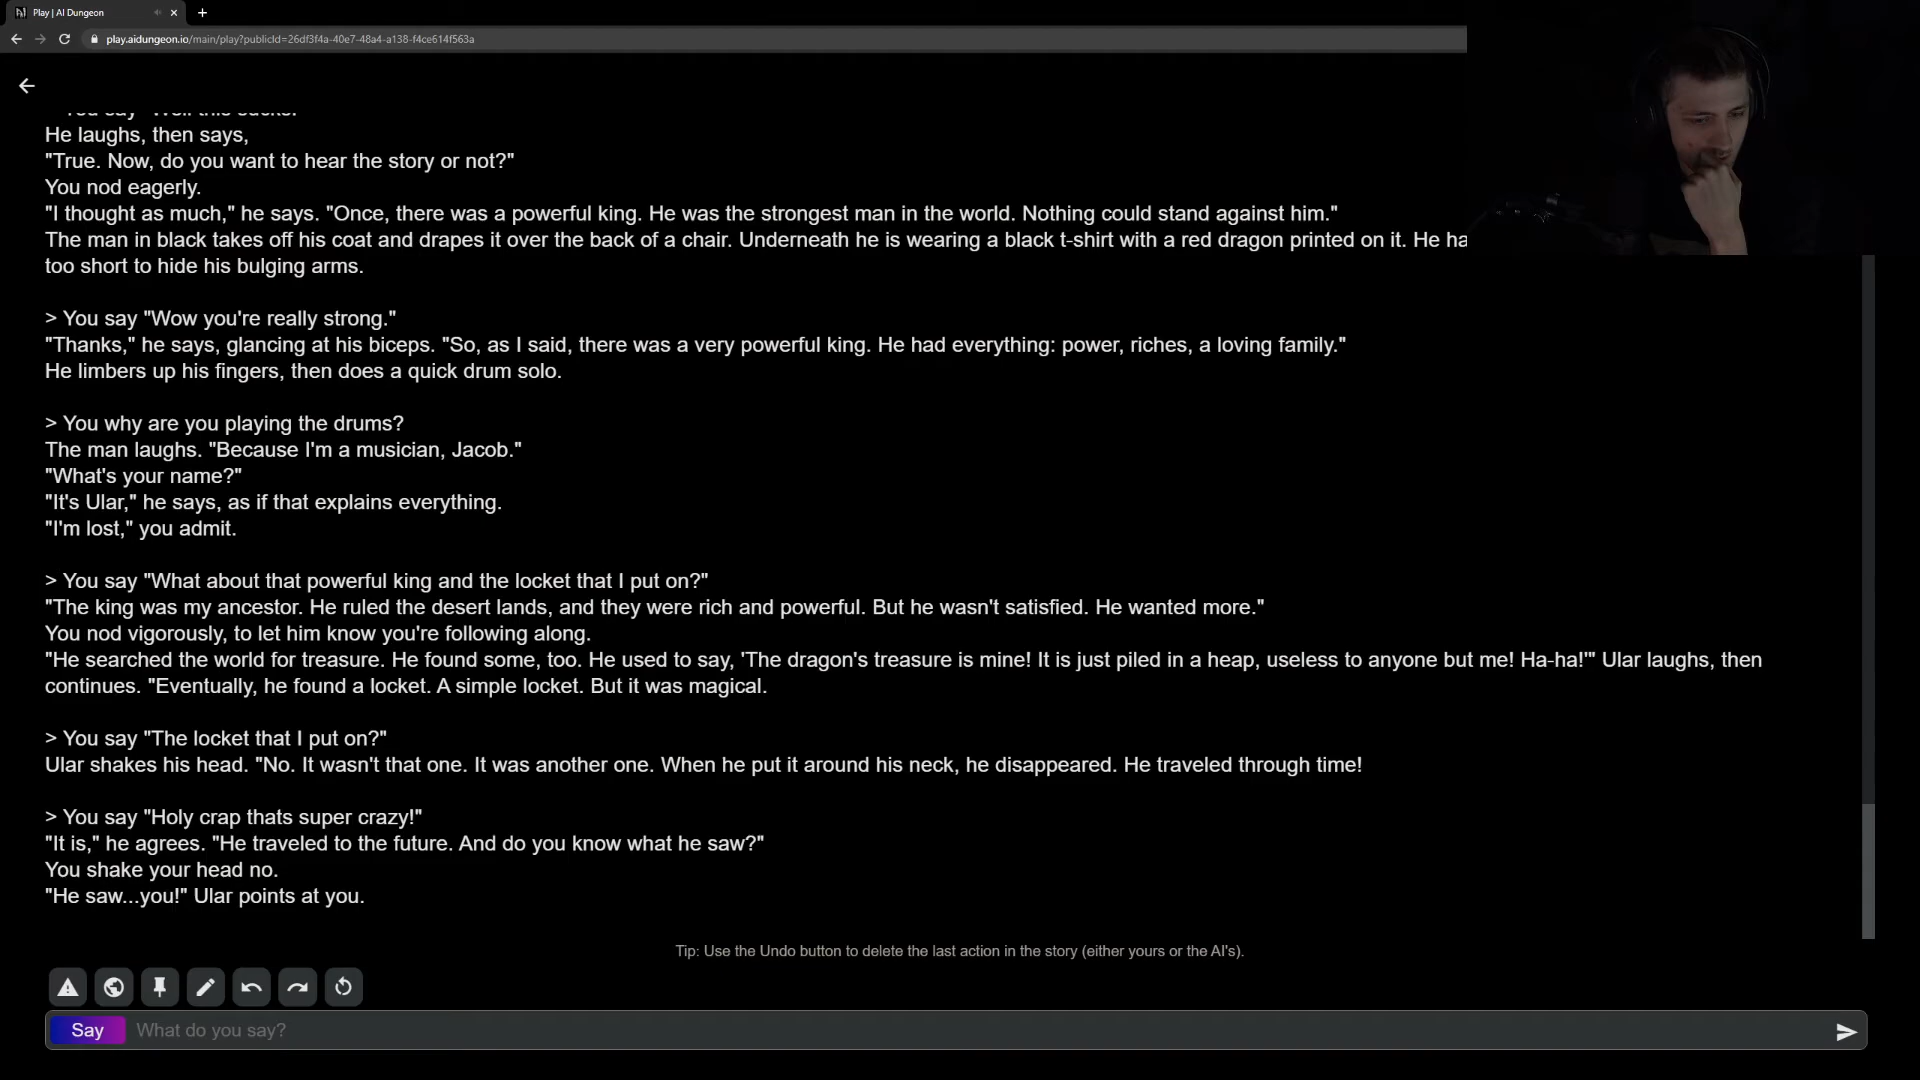 Play | AI Dungeon
play.aidungeon.io/main/play?publicId=26df3f4a-40e7-48a4-a138-f4ce614f563a
He laughs, then says,
"True. Now, do you want to hear the story or not?"
You nod eagerly.
"I thought as much," he says. "Once, there was a powerful king. He was the strongest man in the world. Nothing could stand against him."
The man in black takes off his coat and drapes it over the back of a chair. Underneath he is wearing a black t-shirt with a red dragon printed on it. He ha
too short to hide his bulging arms.
> You say "Wow you're really strong."
"Thanks," he says, glancing at his biceps. "So, as I said, there was a very powerful king. He had everything: power, riches, a loving family."
He limbers up his fingers, then does a quick drum solo.
> You why are you playing the drums?
The man laughs. "Because I'm a musician, Jacob."
"What's your name?"
"It's Ular," he says, as if that explains everything.
"I'm lost," you admit.
> You say "What about that powerful king and the locket that I put on?"
"The king was my ancestor. He ruled the desert lands, and they were rich and powerful. But he wasn't satisfied. He wanted more."
You nod vigorously, to let him know you're following along.
"He searched the world for treasure. He found some, too. He used to say, 'The dragon's treasure is mine! It is just piled in a heap, useless to anyone but me! Ha-ha!'" Ular laughs, then
continues. "Eventually, he found a locket. A simple locket. But it was magical.
> You say "The locket that I put on?"
Ular shakes his head. "No. It wasn't that one. It was another one. When he put it around his neck, he disappeared. He traveled through time!
> You say "Holy crap thats super crazy!"
"It is," he agrees. "He traveled to the future. And do you know what he saw?"
You shake your head no.
"He saw...you!" Ular points at you.
Tip: Use the Undo button to delete the last action in the story (either yours or the AI's).
Say What do you say?